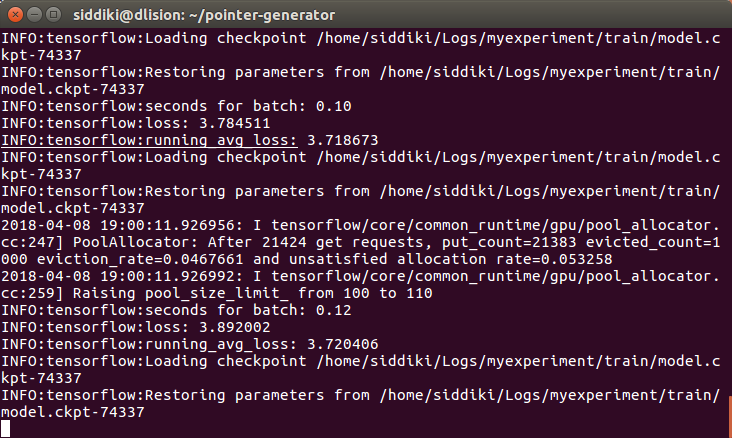 siddiki@dlision: ~/pointer-generator
INFO:tensorflow:Loading checkpoint /home/siddiki/Logs/myexperiment/train/model.c
kpt-74337
INFO:tensorflow:Restoring parameters from /home/siddiki/Logs/myexperiment/train/
model.ckpt-74337
INFO:tensorflow:seconds for batch: 0.10
INFO:tensorflow:loss: 3.784511
INFO:tensorflow:running_avg_loss: 3.718673
INFO:tensorflow:Loading checkpoint /home/siddiki/Logs/myexperiment/train/model.c
kpt-74337
INFO:tensorflow:Restoring parameters from /home/siddiki/Logs/myexperiment/train/
model.ckpt-74337
2018-04-08 19:00:11.926956: I tensorflow/core/common_runtime/gpu/pool_allocator.
cc:247] PoolAllocator: After 21424 get requests, put_count=21383 evicted_count=1
000 eviction_rate=0.0467661 and unsatisfied allocation rate=0.053258
2018-04-08 19:00:11.926992: I tensorflow/core/common_runtime/gpu/pool_allocator.
cc:259] Raising pool_size_limit_ from 100 to 110
INFO:tensorflow:seconds for batch: 0.12
INFO:tensorflow:loss: 3.892002
INFO:tensorflow:running_avg_loss: 3.720406
INFO:tensorflow:Loading checkpoint /home/siddiki/Logs/myexperiment/train/model.c
kpt-74337
INFO:tensorflow:Restoring parameters from /home/siddiki/Logs/myexperiment/train/
model.ckpt-74337